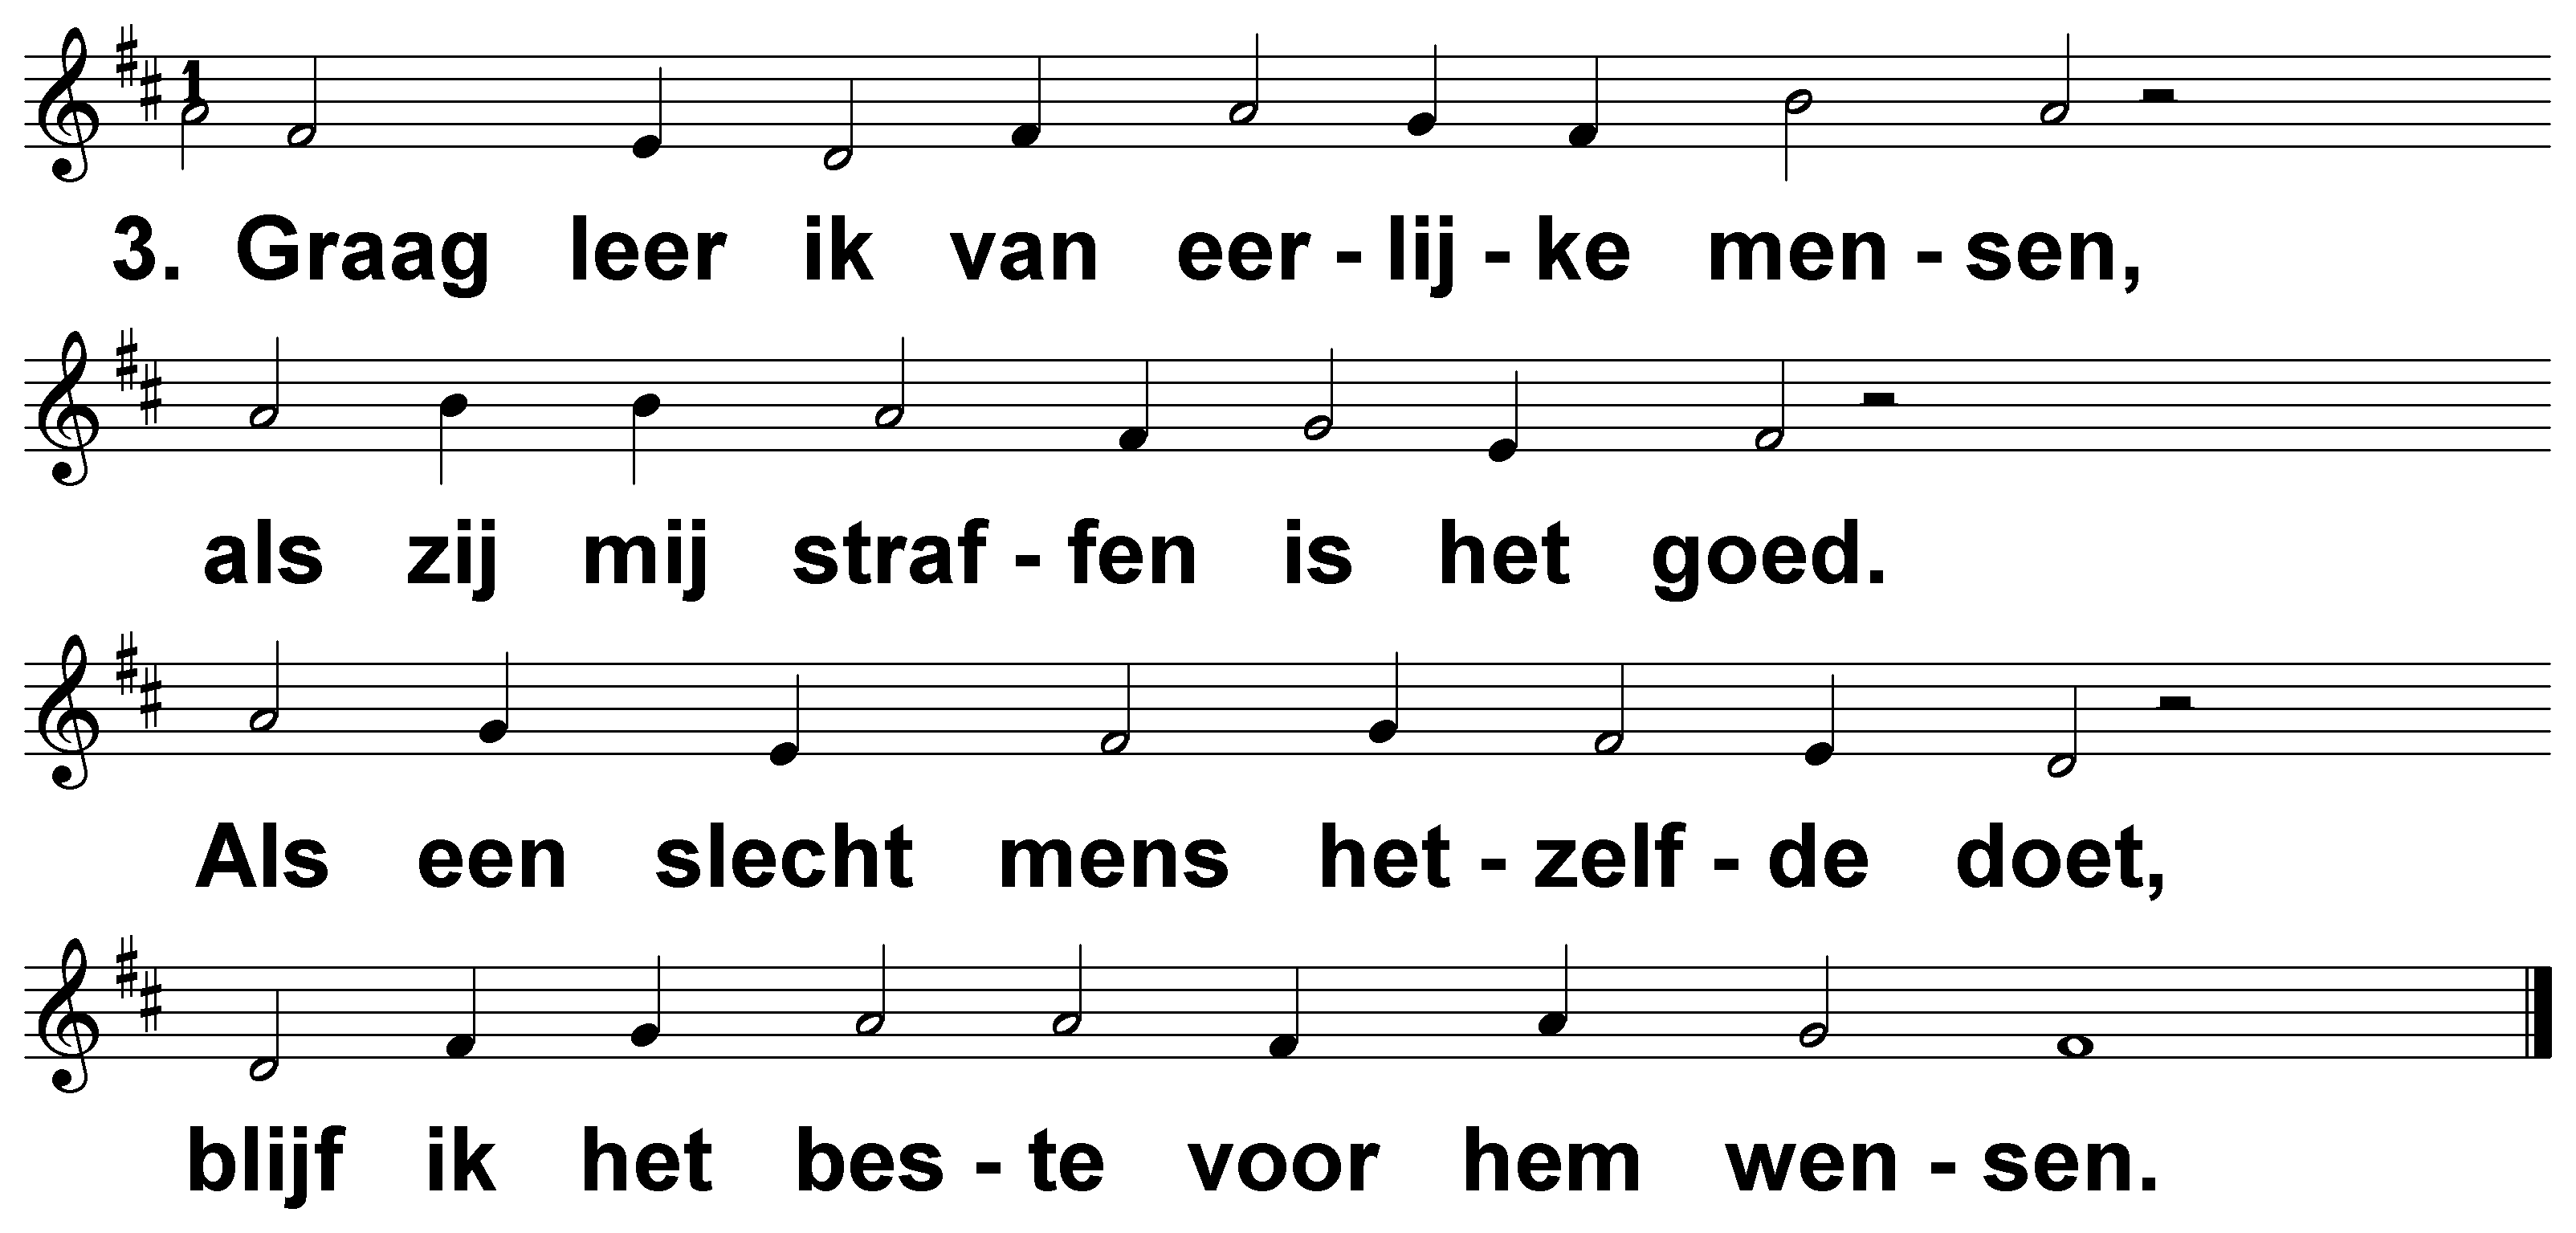 1
3. Graag leer ik van eer - lij - ke men - sen,
als zij mij straf - fen is het goed.
Als een slecht mens het - zelf - de doet,
blijf ik het bes - te voor hem wen - sen.